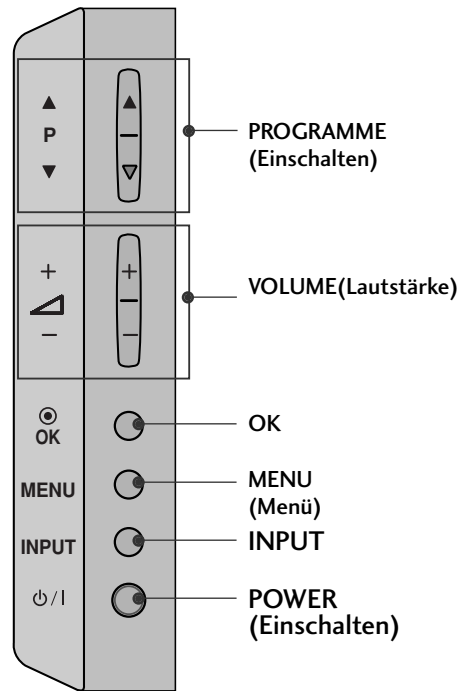 ▲
P
▼
PROGRAMME
(Einschalten)
+
−
+
−
VOLUME(Lautstärke)
OK
OK
MENU
MENU
(Menü)
INPUT
INPUT
⏻/I
POWER
(Einschalten)